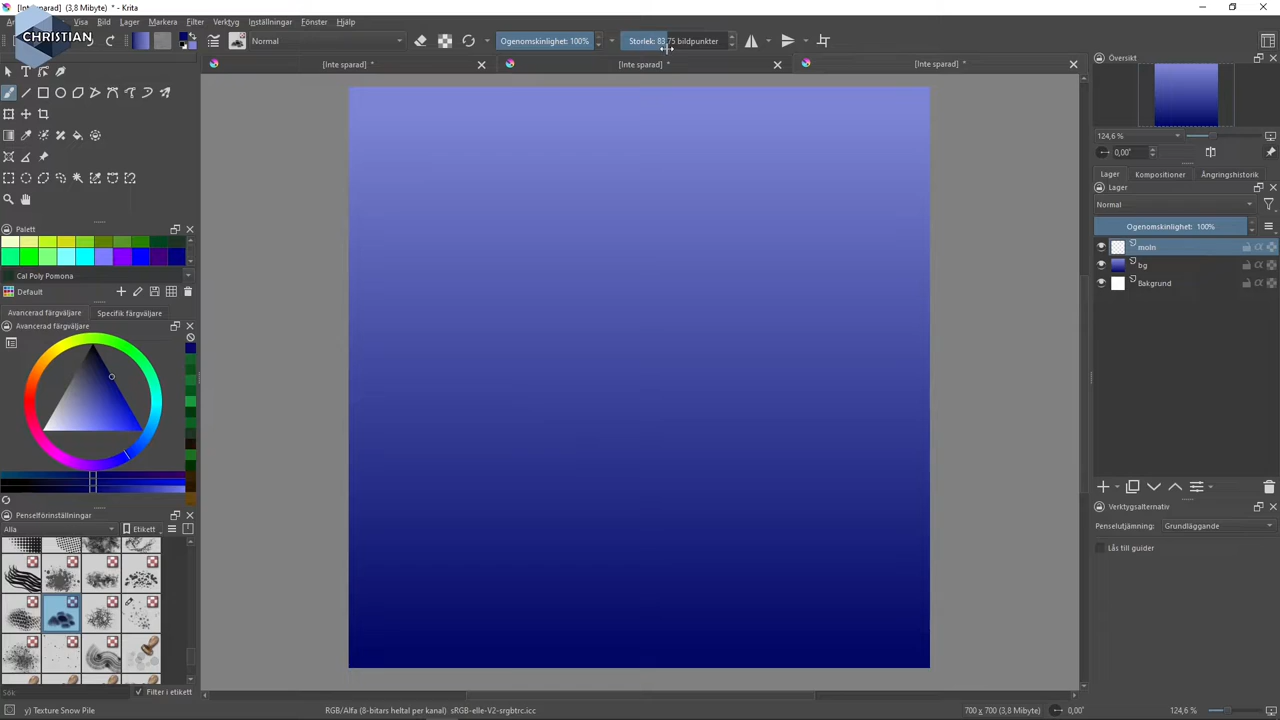 [Inte sparad] (3,8 Mibyte) * - Krita
Visa Bild Lager Markera Filter Verktyg Inställningar Fönster Hjälp
CHRISTIAN
Normal
Ogenomskinlighet: 100%
Storlek: 83,75 bildpunkter
[Inte sparad] *
[Inte sparad] *
[Inte sparad] *
Palett
Cal Poly Pomona
Default
Avancerad färgväljare
Specifik färgväljare
Avancerad färgväljare
Penselförinställningar
Alla
Etikett
Sök
Filter i etikett
y) Texture Snow Pile
RGB/Alfa (8-bitars heltal per kanal) sRGB-elle-V2-srgbtrc.icc
700 x 700 (3,8 Mibyte)
0,00°
124,6 %
Översikt
124,6%
0,00°
Lager
Kompositioner
Ångringshistorik
Lager
Normal
Ogenomskinlighet: 100%
moln
bg
Bakgrund
Verktygsalternativ
Penselutjämning:
Grundläggande
Lås till guider